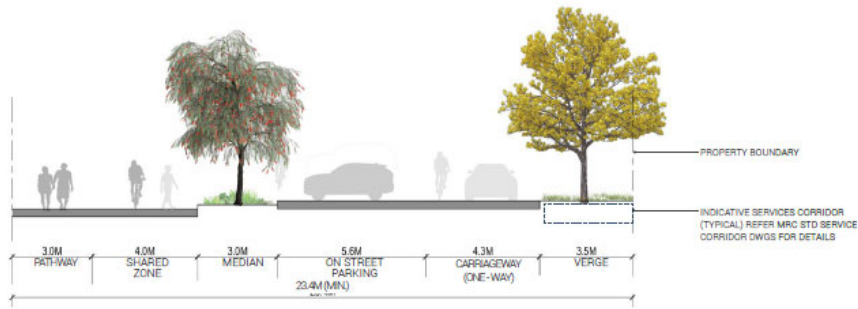 PROPERTY BOUNDARY
INDICATIVE SERVICES CORRIDOR
(TYPICAL) REFER MRC STD SERVICE
CORRIDOR DWGS FOR DETAILS
3.0M
PATHWAY
4.0M
SHARED
ZONE
3.0M
MEDIAN
5.6M
ON STREET
PARKING
4.3M
CARRIAGEWAY
(ONE-WAY)
3.5M
VERGE
23.4M (MIN.)